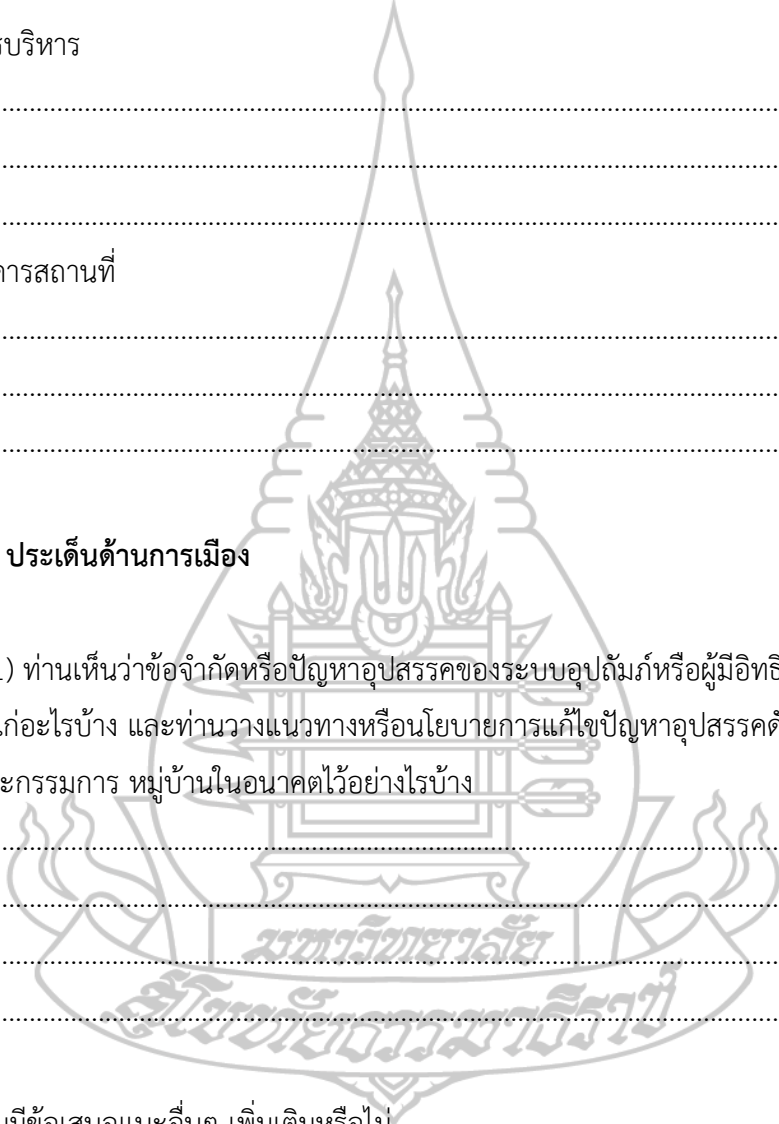 บริหาร
................................................................................
................................................................................
................................................................................
การสถานที่
................................................................................
................................................................................
................................................................................
ประเด็นด้านการเมือง
) ท่านเห็นว่าข้อจำกัดหรือปัญหาอุปสรรคของระบบอุปถัมภ์หรือผู้มีอิทธิ
อะไรบ้าง และท่านวางแนวทางหรือนโยบายการแก้ไขปัญหาอุปสรรคดั
ะกรรมการ หมู่บ้านในอนาคตไว้อย่างไรบ้าง
................................................................................
................................................................................
................................................................................
มหาวิทยาลัย
................................................................................
สุโขทัยธรรมาธิราช
มีข้อเสนอแนะอื่นๆ เพิ่มเติมหรือไม่